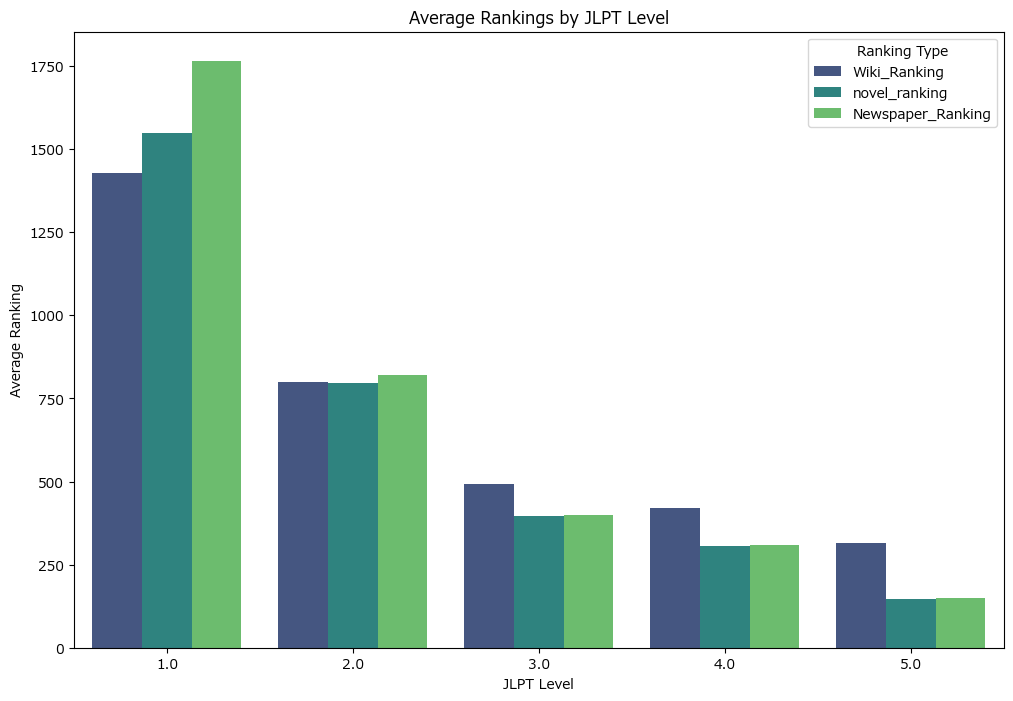 Average Rankings by JLPT Level
Ranking Type
Wiki_Ranking
novel_ranking
Newspaper_Ranking
Average Ranking
1750
1500
1250
1000
750
500
250
0
1.0 2.0 3.0 4.0 5.0
JLPT Level